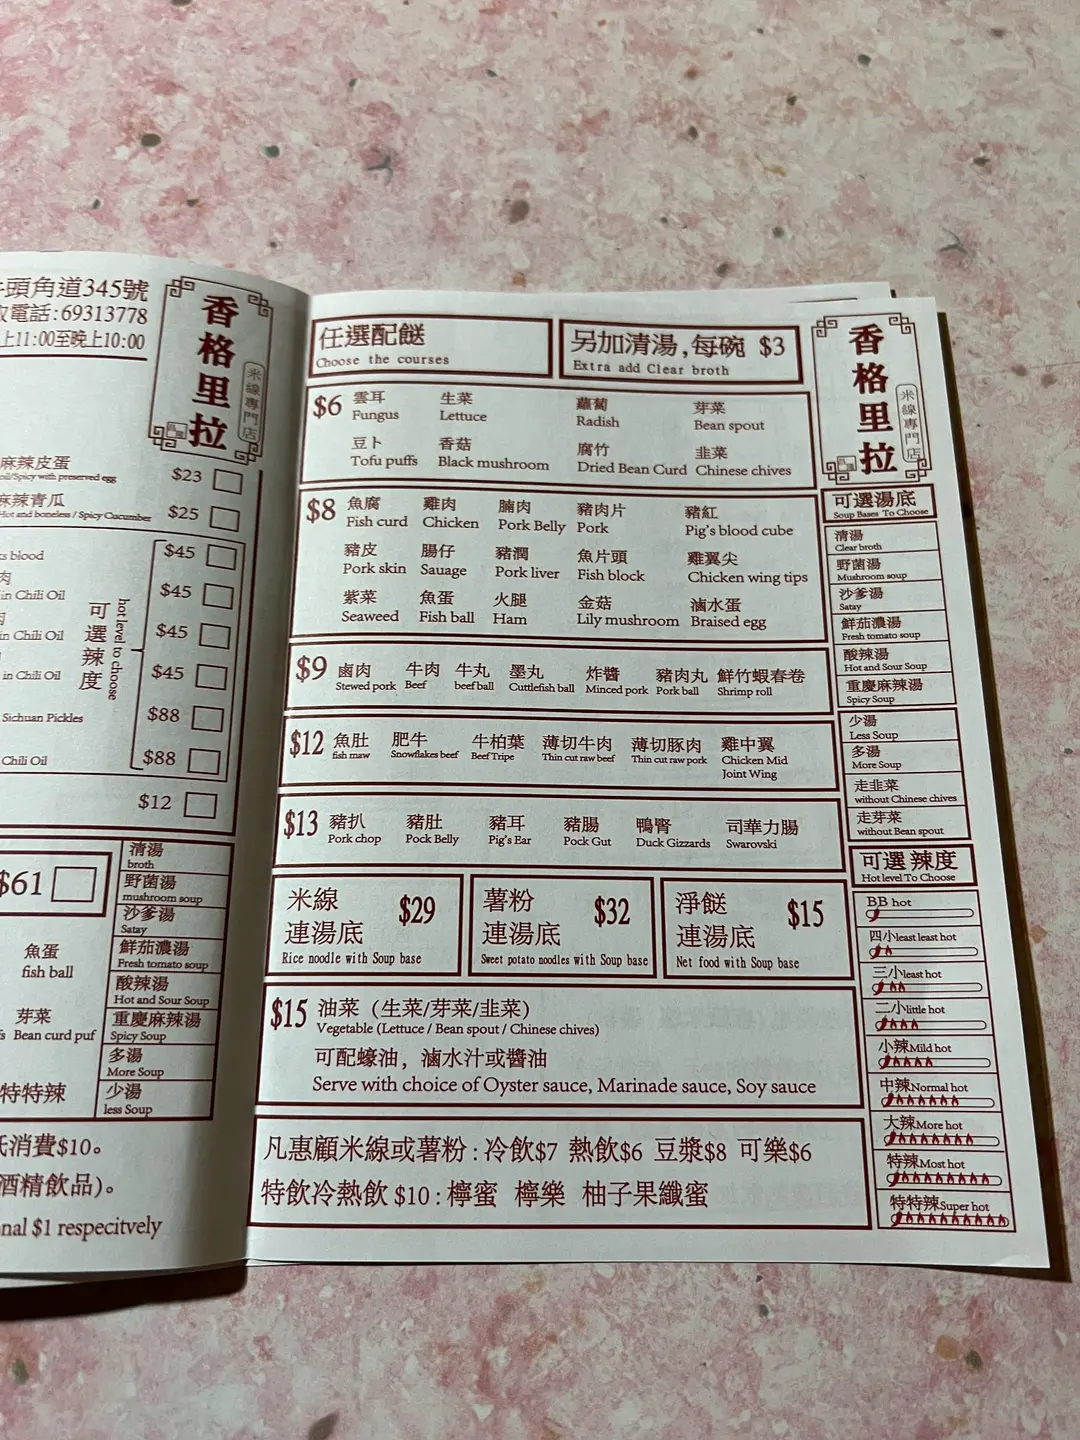 頭角道345號
電話:69313778
上11:00至晚上10:00
香格里拉
米線專門店
麻辣皮蛋
oil/Spicy with preserved egg
$23
麻辣青瓜
Hot and boneless / Spicy Cucumber
$25
blood
$45
肉
in Chili Oil
$45
in Chili Oil
$45
in Chili Oil
$45
可選辣度
hot level to choose
Sichuan Pickles
$88
Chili Oil
$88
$12
$61
魚蛋
fish ball
芽菜
Bean curd puf
特特辣
清湯
broth
野菌湯
mushroom soup
沙爹湯
Satay
鮮茄濃湯
Fresh tomato soup
酸辣湯
Hot and Sour Soup
重慶麻辣湯
Spicy Soup
多湯
More Soup
少湯
less Soup
消費$10。
酒精飲品)。
nal $1 respecitvely
任選配餸
Choose the courses
另加清湯,每碗 $3
Extra add Clear broth
$6
雲耳 生菜 蘿蔔 芽菜
Fungus Lettuce Radish Bean spout
豆卜 香菇 腐竹 韭菜
Tofu puffs Black mushroom Dried Bean Curd Chinese chives
$8
魚腐 雞肉 腩肉 豬肉片 豬紅
Fish curd Chicken Pork Belly Pork Pig's blood cube
豬皮 腸仔 豬潤 魚片頭 雞翼尖
Pork skin Sauage Pork liver Fish block Chicken wing tips
紫菜 魚蛋 火腿 金菇 滷水蛋
Seaweed Fish ball Ham Lily mushroom Braised egg
$9
鹵肉 牛肉 牛丸 墨丸 炸醬 豬肉丸 鮮竹蝦春卷
Stewed pork Beef beef ball Cuttlefish ball Minced pork Pork ball Shrimp roll
$12
魚肚 肥牛 牛柏葉 薄切牛肉 薄切豚肉 雞中翼
fish maw Snowflakes beef Beef Tripe Thin cut raw beef Thin cut raw pork Chicken Mid
Joint Wing
$13
豬扒 豬肚 豬耳 豬腸 鴨腎 司華力腸
Pork chop Pock Belly Pig's Ear Pock Gut Duck Gizzards Swarovski
米線
連湯底
$29
Rice noodle with Soup base
薯粉
連湯底
$32
Sweet potato noodles with Soup base
淨餸
連湯底
$15
Net food with Soup base
$15 油菜 (生菜/芽菜/韭菜)
Vegetable (Lettuce / Bean spout / Chinese chives)
可配蠔油, 滷水汁或醬油
Serve with choice of Oyster sauce, Marinade sauce, Soy sauce
凡惠顧米線或薯粉:冷飲$7 熱飲$6 豆漿$8 可樂$6
特飲冷熱飲 $10:檸蜜 檸樂 柚子果纖蜜
香格里拉
米線專門店
可選湯底
Soup Bases To Choose
清湯
Clear broth
野菌湯
Mushroom soup
沙爹湯
Satay
鮮茄濃湯
Fresh tomato soup
酸辣湯
Hot and Sour Soup
重慶麻辣湯
Spicy Soup
少湯
Less Soup
多湯
More Soup
走韭菜
without Chinese chives
走芽菜
without Bean spout
可選 辣度
Hot level To Choose
BB hot
四小least least hot
三小least hot
二小little hot
小辣Mild hot
中辣Normal hot
大辣More hot
特辣Most hot
特特辣Super hot